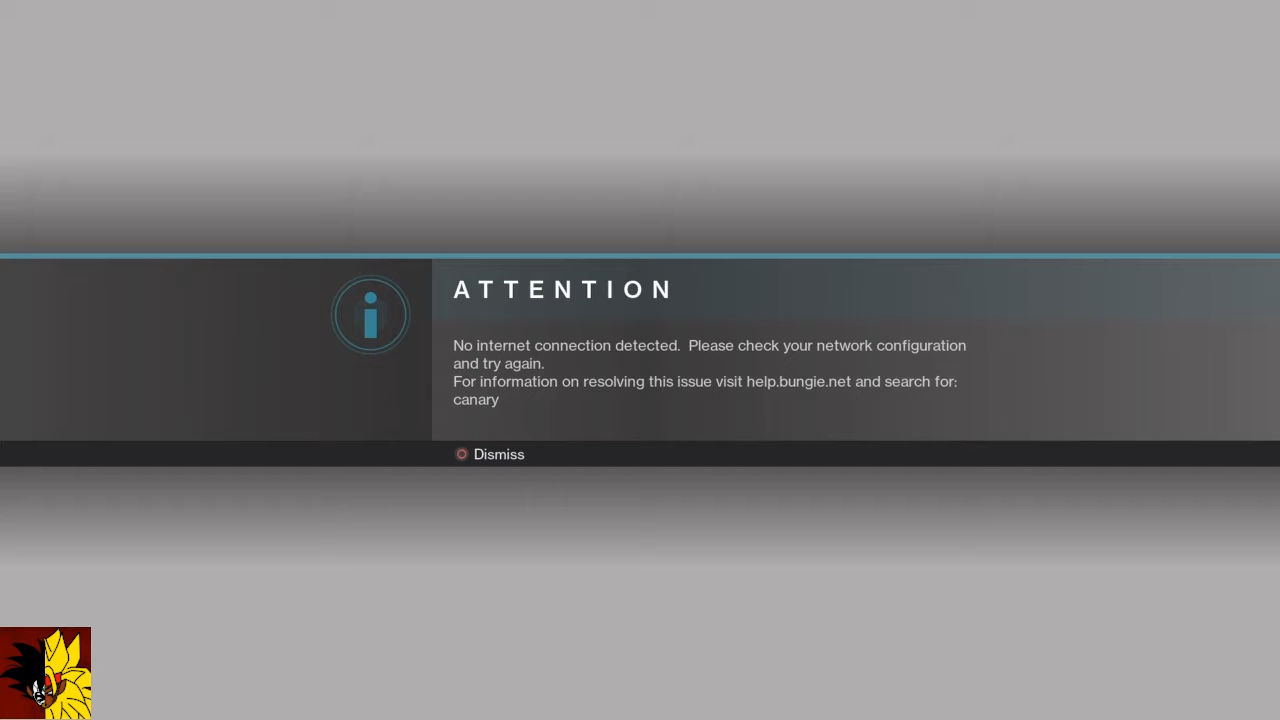 ATTENTION
No internet connection detected.  Please check your network configuration
and try again.
For information on resolving this issue visit help.bungie.net and search for:
canary
Dismiss